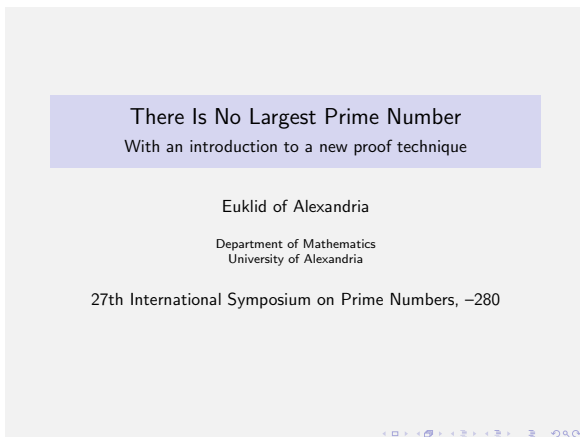 There Is No Largest Prime Number
With an introduction to a new proof technique
Euklid of Alexandria
Department of Mathematics
University of Alexandria
27th International Symposium on Prime Numbers, –280